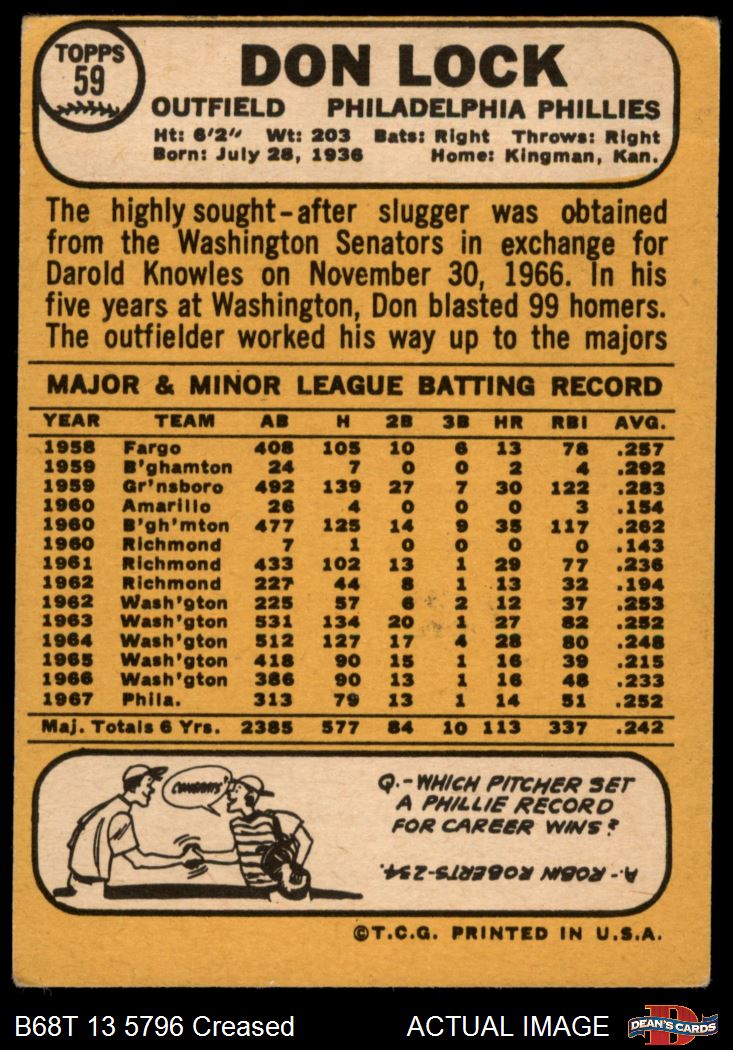 TOPPS
59
DON LOCK
OUTFIELD PHILADELPHIA PHILLIES
Ht: 6'2" Wt: 203 Bats: Right Throws: Right
Born: July 28, 1936 Home: Kingman, Kan.
The highly sought-after slugger was obtained
from the Washington Senators in exchange for
Darold Knowles on November 30, 1966. In his
five years at Washington, Don blasted 99 homers.
The outfielder worked his way up to the majors
MAJOR & MINOR LEAGUE BATTING RECORD
YEAR TEAM AB H 2B 3B HR RBI AVG.
1958 Fargo 408 105 10 6 13 78 .257
1959 B'ghamton 24 7 0 0 2 4 .292
1959 Gr'nsboro 492 139 27 7 30 122 .283
1960 Amarillo 26 4 0 0 0 3 .154
1960 B'gh'mton 477 125 14 9 35 117 .262
1960 Richmond 7 1 0 0 0 0 .143
1961 Richmond 433 102 13 1 29 77 .236
1962 Richmond 227 44 8 1 13 32 .194
1962 Wash'gton 225 57 6 2 12 37 .253
1963 Wash'gton 531 134 20 1 27 82 .252
1964 Wash'gton 512 127 17 4 28 80 .248
1965 Wash'gton 418 90 15 1 16 39 .215
1966 Wash'gton 386 90 13 1 16 48 .233
1967 Phila. 313 79 13 1 14 51 .252
Maj. Totals 6 Yrs. 2385 577 84 10 113 337 .242
CONGRATS!
Q.-WHICH PITCHER SET
A PHILLIE RECORD
FOR CAREER WINS?
A-ROBIN ROBERTS-234.
©T.C.G. PRINTED IN U.S.A.
B68T 13 5796 Creased ACTUAL IMAGE
D
DEAN'S CARDS